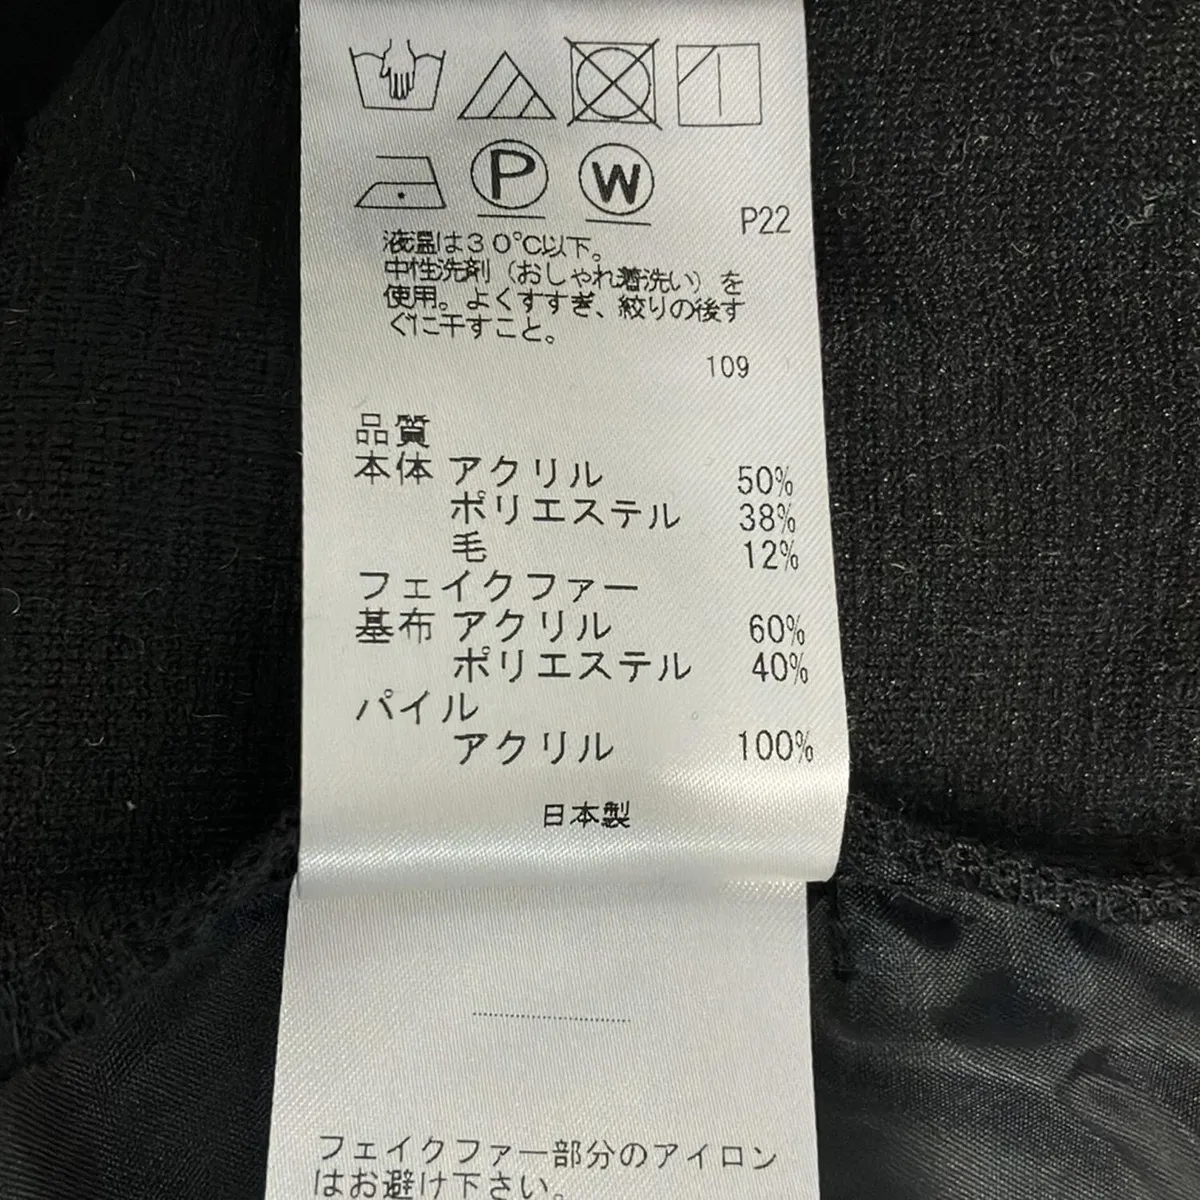 P
W
P22
液温は30℃以下。
中性洗剤（おしゃれ着洗い）を
使用。よくすすぎ、絞りの後す
ぐに干すこと。
109
品質
本体 アクリル 50%
ポリエステル 38%
毛 12%
フェイクファー
基布 アクリル 60%
ポリエステル 40%
パイル
アクリル 100%
日本製
フェイクファー部分のアイロン
はお避け下さい。